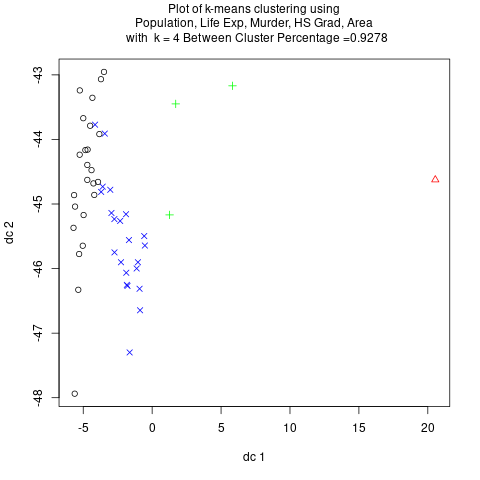 Plot of k-means clustering using
Population, Life Exp, Murder, HS Grad, Area
with  k = 4 Between Cluster Percentage =0.9278
-43
-44
-45
-46
-47
-48
dc 2
-5
0
5
10
15
20
dc 1